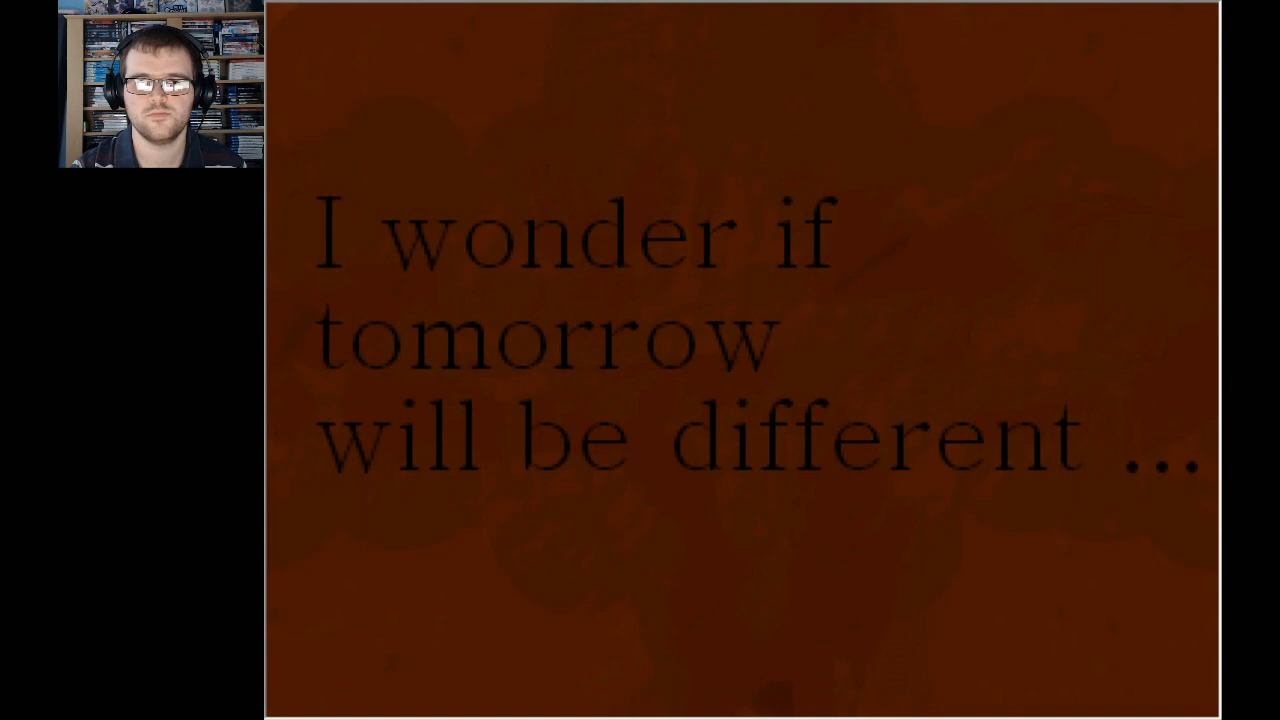 I wonder if
tomorrow
will be different ...